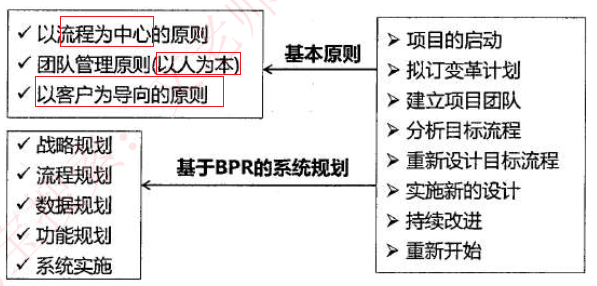 以流程为中心的原则
团队管理原则(以人为本)
以客户为导向的原则
基本原则
项目的启动
拟订变革计划
建立项目团队
分析目标流程
重新设计目标流程
实施新的设计
持续改进
重新开始
战略规划
流程规划
数据规划
功能规划
系统实施
基于BPR的系统规划